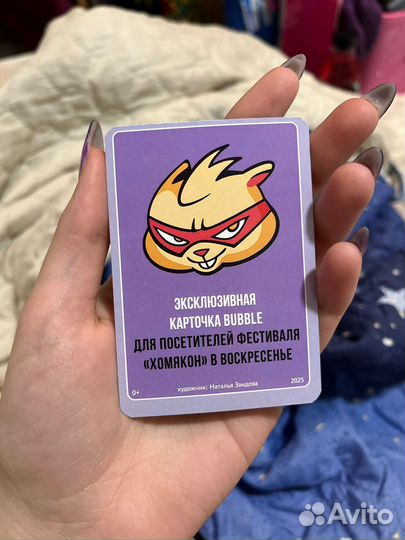 ЭКСКЛЮЗИВНАЯ
КАРТОЧКА BUBBLE
ДЛЯ ПОСЕТИТЕЛЕЙ ФЕСТИВАЛЯ
«ХОМЯКОН» В ВОСКРЕСЕНЬЕ
0+ художник: Наталья Заидова 2025
Avito